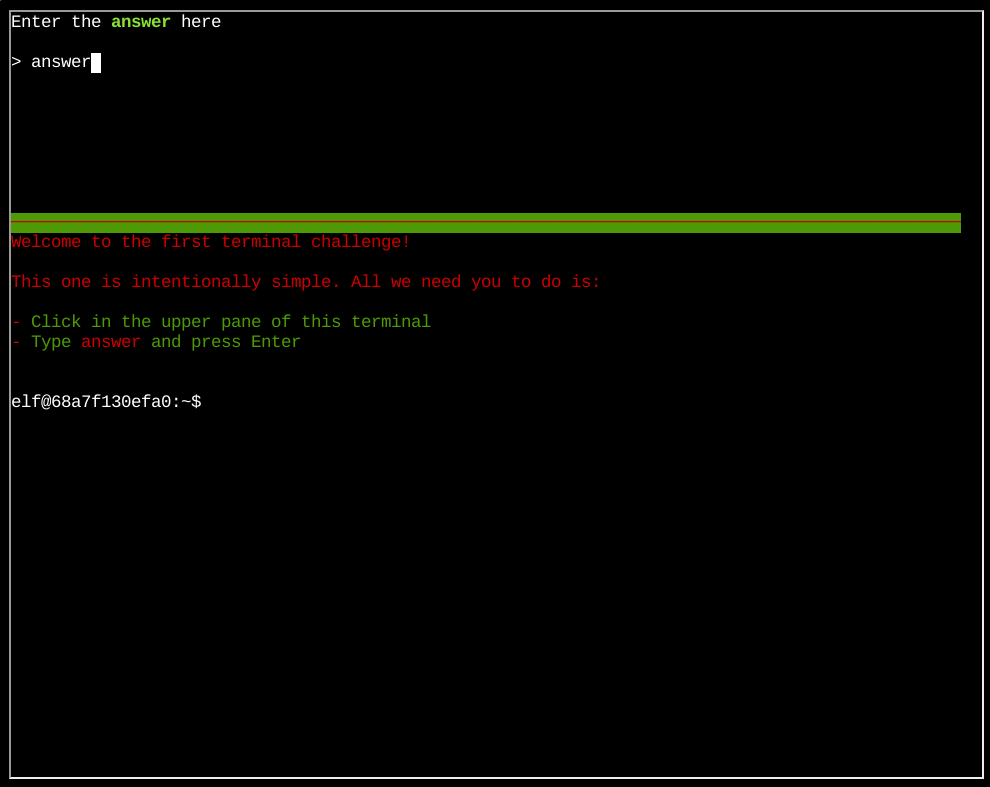 Enter the answer here
> answer
Welcome to the first terminal challenge!
This one is intentionally simple. All we need you to do is:
- Click in the upper pane of this terminal
- Type answer and press Enter
elf@68a7f130efa0:~$